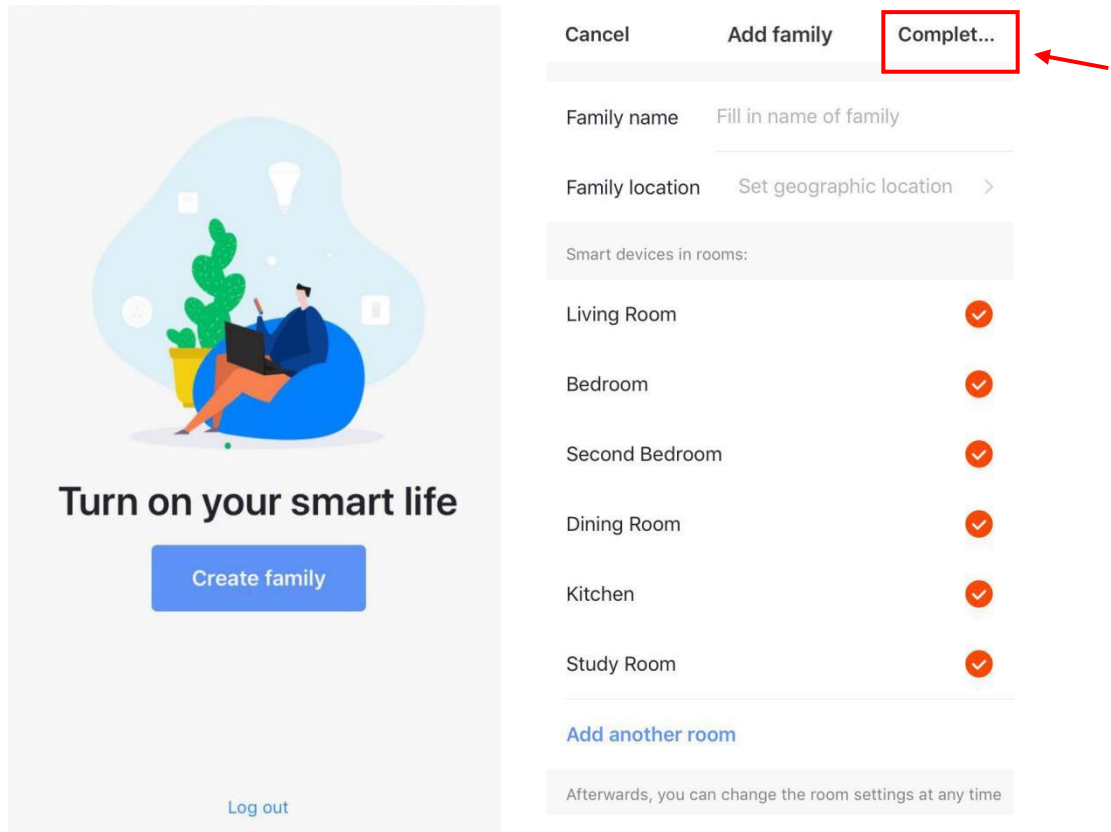 Turn on your smart life
Create family
Log out
Cancel Add family Complet...
Family name Fill in name of family
Family location Set geographic location
Smart devices in rooms:
Living Room
Bedroom
Second Bedroom
Dining Room
Kitchen
Study Room
Add another room
Afterwards, you can change the room settings at any time